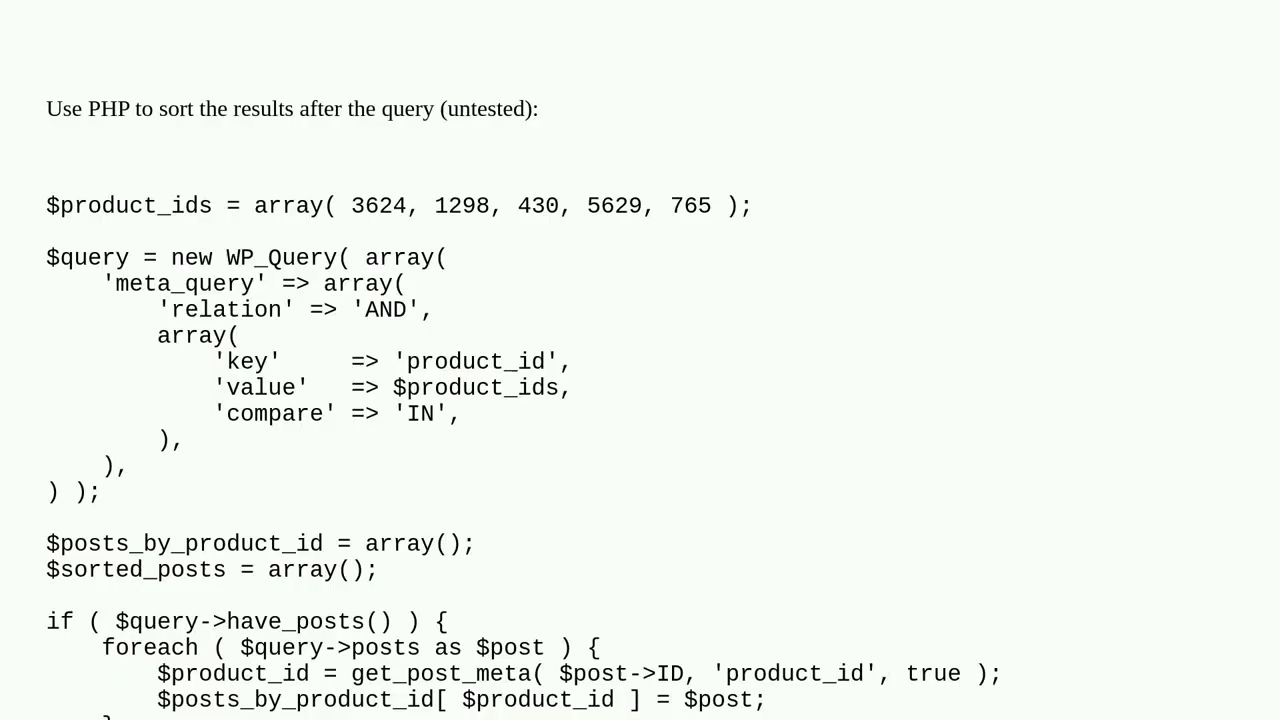 Use PHP to sort the results after the query (untested):
$product_ids = array( 3624, 1298, 430, 5629, 765 );
$query = new WP_Query( array(
    'meta_query' => array(
        'relation' => 'AND',
        array(
            'key'     => 'product_id',
            'value'   => $product_ids,
            'compare' => 'IN',
        ),
    ),
) );
$posts_by_product_id = array();
$sorted_posts = array();
if ( $query->have_posts() ) {
    foreach ( $query->posts as $post ) {
        $product_id = get_post_meta( $post->ID, 'product_id', true );
        $posts_by_product_id[ $product_id ] = $post;
    }